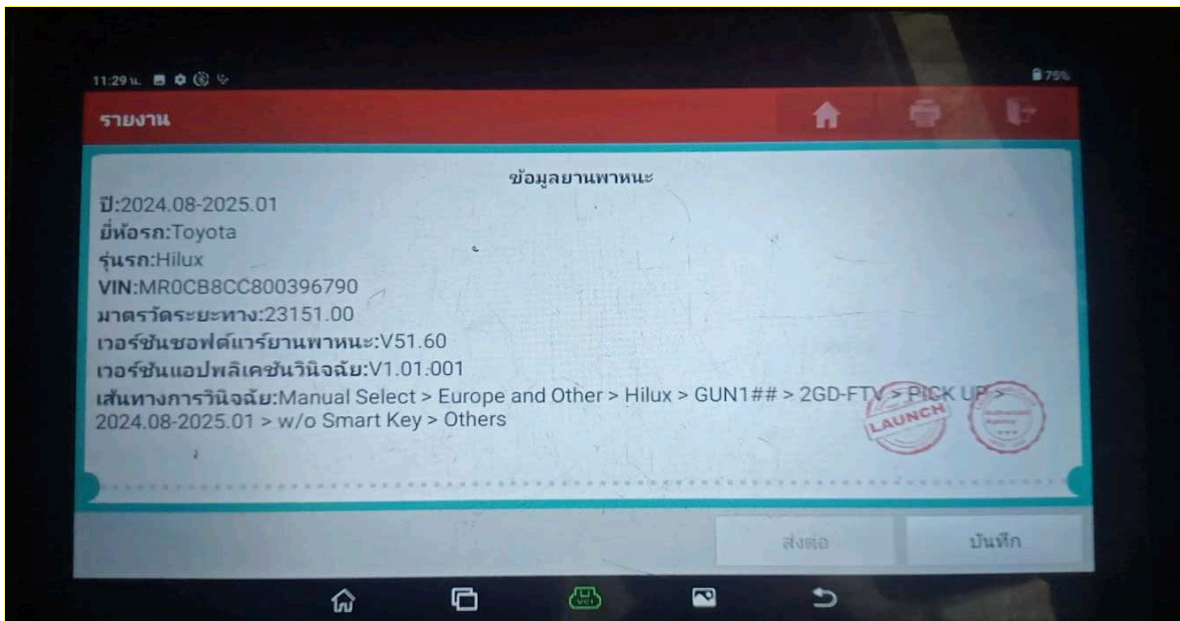 11:29 น.
75%
รายงาน
ข้อมูลยานพาหนะ
ปี:2024.08-2025.01
ยี่ห้อรถ:Toyota
รุ่นรถ:Hilux
VIN:MR0CB8CC800396790
มาตรวัดระยะทาง:23151.00
เวอร์ชันซอฟต์แวร์ยานพาหนะ:V51.60
เวอร์ชันแอปพลิเคชันวินิจฉัย:V1.01.001
เส้นทางการวินิจฉัย:Manual Select > Europe and Other > Hilux > GUN1## > 2GD-FTV > PICK UP >
2024.08-2025.01 > w/o Smart Key > Others
LAUNCH
ส่งต่อ
บันทึก
VCI